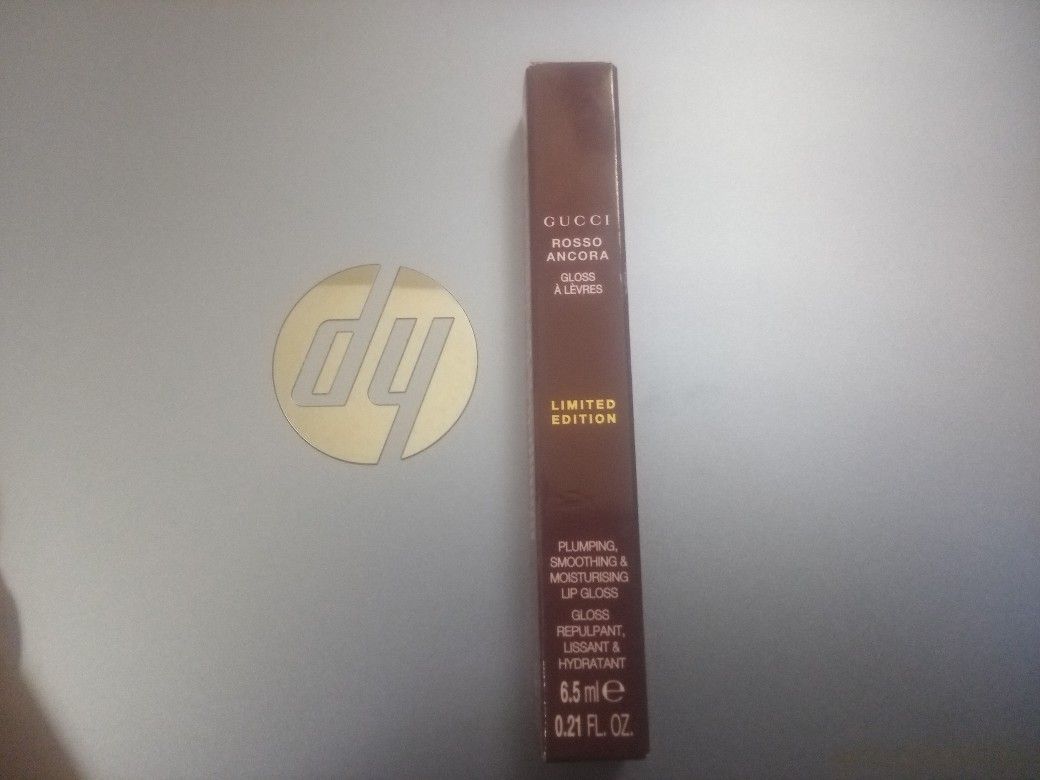 hp
GUCCI
ROSSO
ANCORA
GLOSS
À LÈVRES
LIMITED
EDITION
PLUMPING,
SMOOTHING &
MOISTURISING
LIP GLOSS
GLOSS
REPULPANT,
LISSANT &
HYDRATANT
6.5 ml e
0.21 FL. OZ.